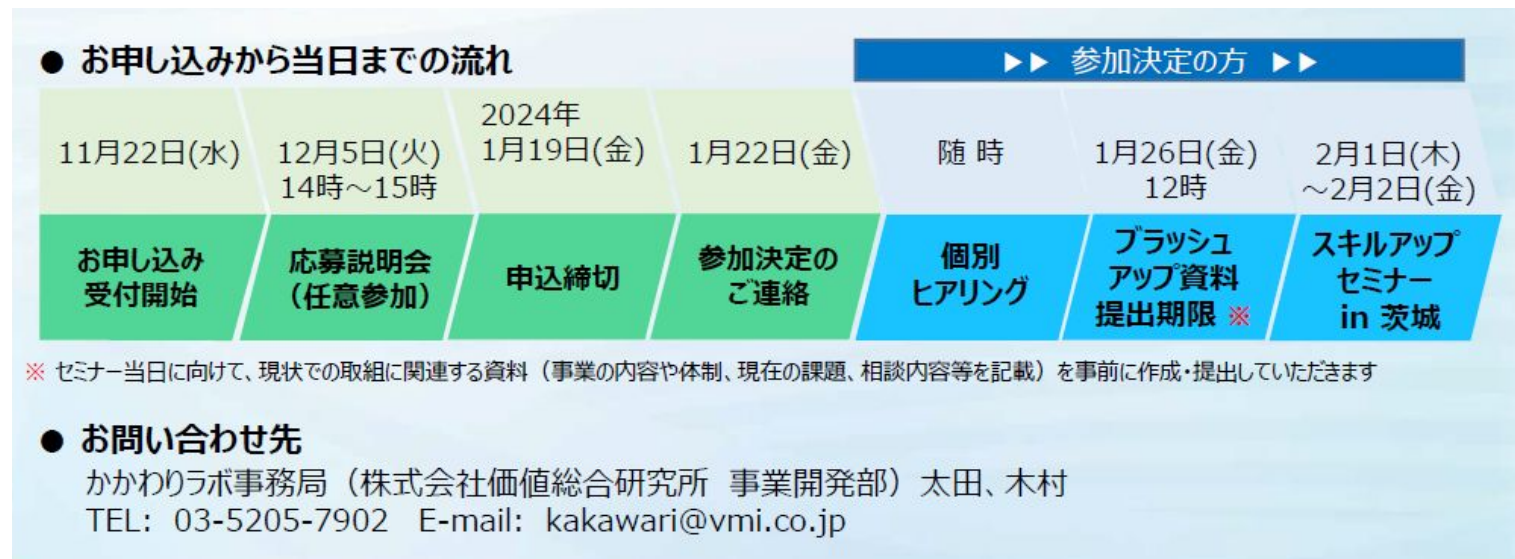 ● お申し込みから当日までの流れ
▶▶ 参加決定の方 ▶▶
11月22日(水)
12月5日(火)
14時～15時
2024年
1月19日(金)
1月22日(金)
随 時
1月26日(金)
12時
2月1日(木)
～2月2日(金)
お申し込み
受付開始
応募説明会
（任意参加）
申込締切
参加決定の
ご連絡
個別
ヒアリング
ブラッシュ
アップ資料
提出期限 ※
スキルアップ
セミナー
in 茨城
※ セミナー当日に向けて、現状での取組に関連する資料（事業の内容や体制、現在の課題、相談内容等を記載）を事前に作成・提出していただきます
● お問い合わせ先
かかわりラボ事務局（株式会社価値総合研究所 事業開発部）太田、木村
TEL: 03-5205-7902 E-mail: kakawari@vmi.co.jp